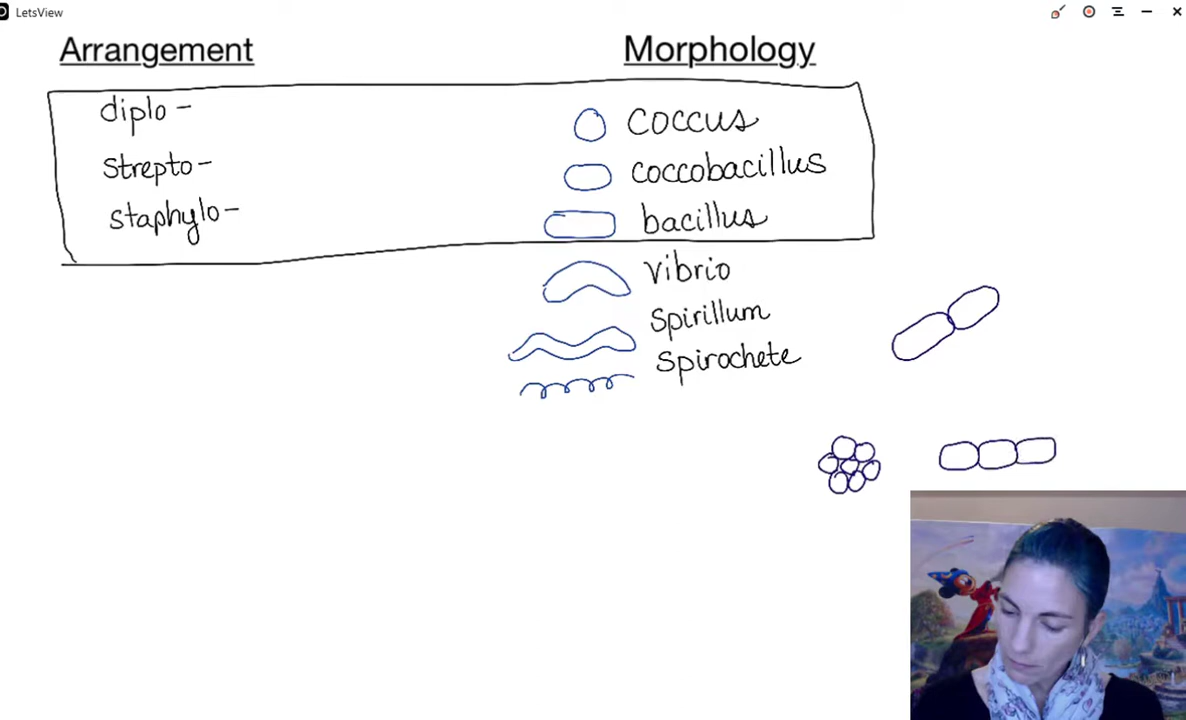 LetsView
Arrangement
Morphology
diplo -
coccus
strepto -
coccobacillus
staphylo -
bacillus
vibrio
Spirillum
Spirochete